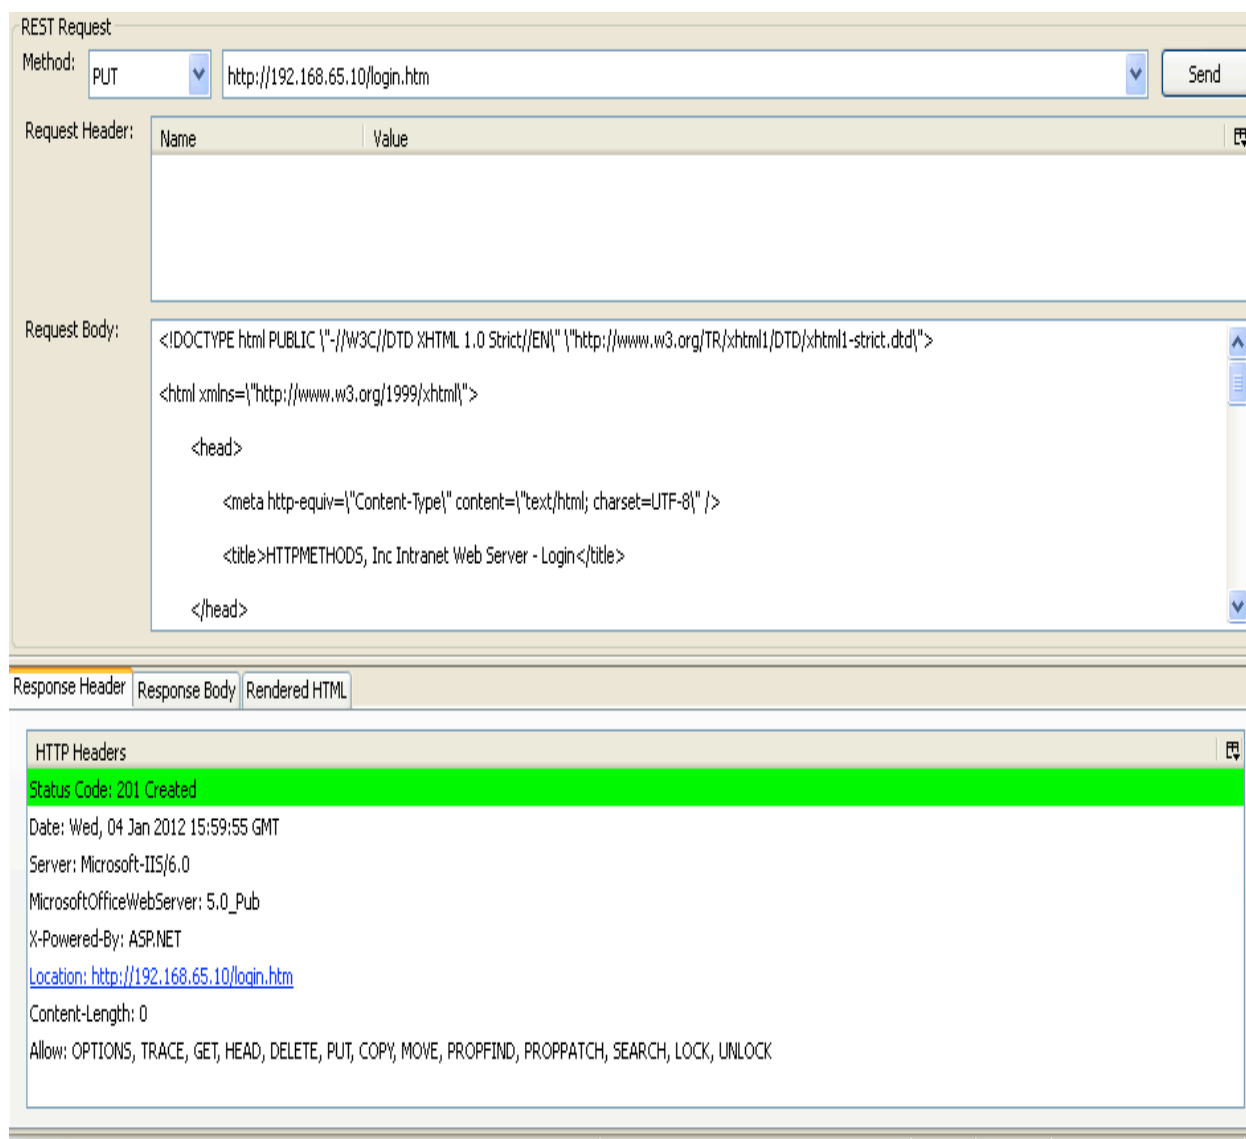 REST Request
Method: PUT http://192.168.65.10/login.htm Send
Request Header: Name Value
Request Body: <!DOCTYPE html PUBLIC \"-//W3C//DTD XHTML 1.0 Strict//EN\" \"http://www.w3.org/TR/xhtml1/DTD/xhtml1-strict.dtd\">
<html xmlns=\"http://www.w3.org/1999/xhtml\">
<head>
<meta http-equiv=\"Content-Type\" content=\"text/html; charset=UTF-8\" />
<title>HTTPMETHODS, Inc Intranet Web Server - Login</title>
</head>
Response Header Response Body Rendered HTML
HTTP Headers
Status Code: 201 Created
Date: Wed, 04 Jan 2012 15:59:55 GMT
Server: Microsoft-IIS/6.0
MicrosoftOfficeWebServer: 5.0_Pub
X-Powered-By: ASP.NET
Location: http://192.168.65.10/login.htm
Content-Length: 0
Allow: OPTIONS, TRACE, GET, HEAD, DELETE, PUT, COPY, MOVE, PROPFIND, PROPPATCH, SEARCH, LOCK, UNLOCK